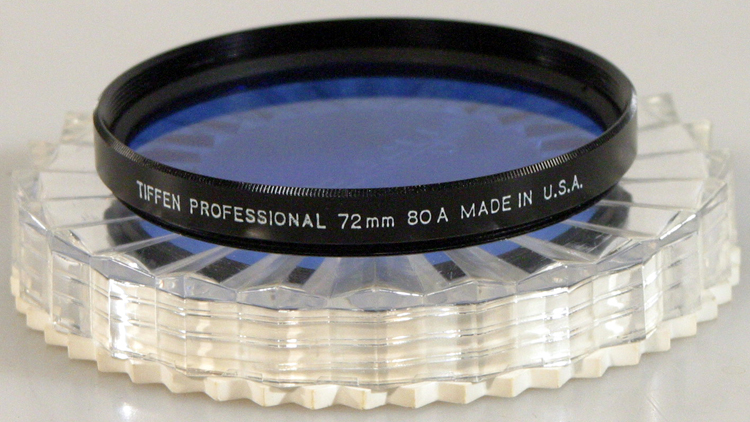 TIFFEN PROFESSIONAL 72mm 80A MADE IN U.S.A.